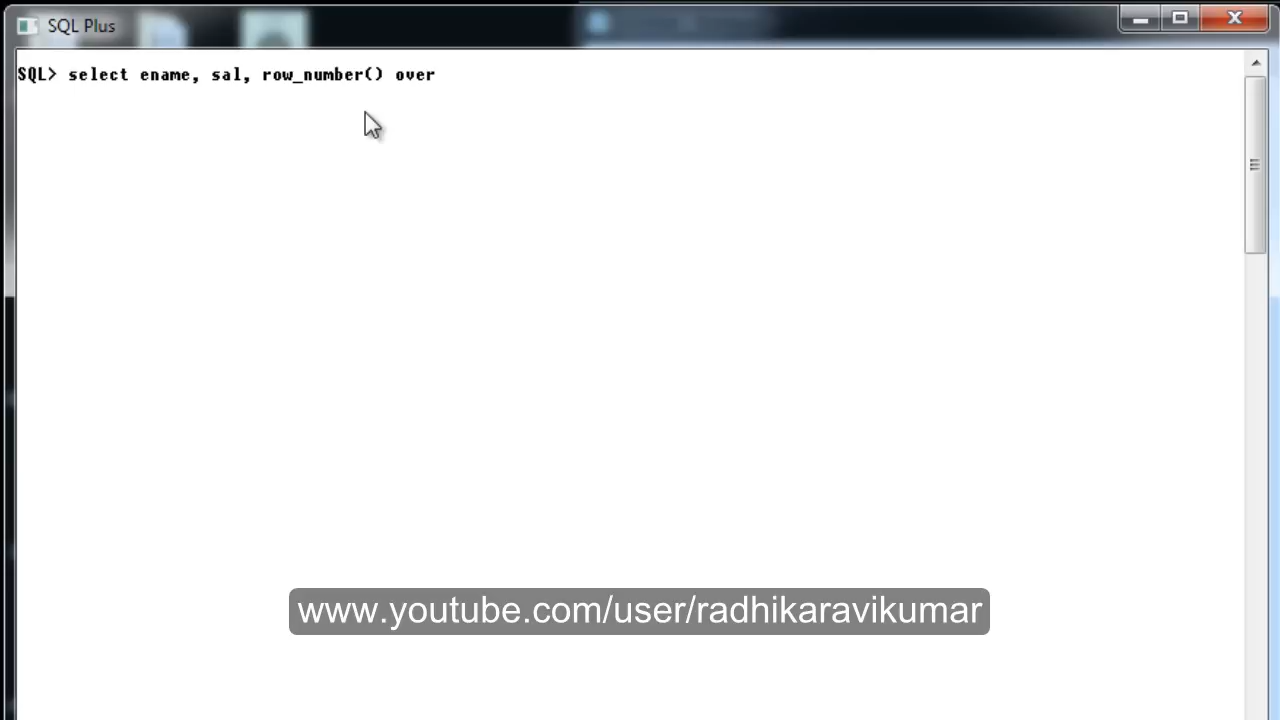 SQL Plus
SQL> select ename, sal, row_number() over
www.youtube.com/user/radhikaravikumar